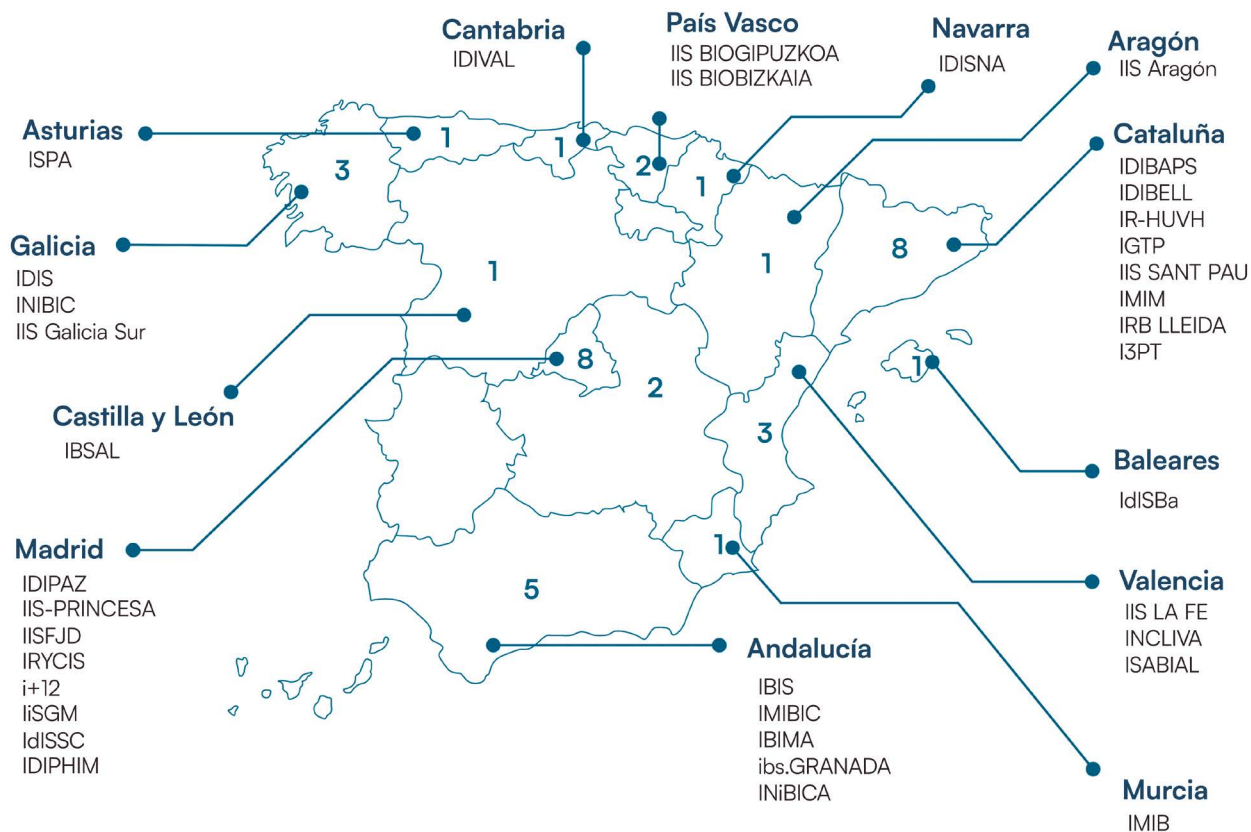 Cantabria
IDIVAL
País Vasco
IIS BIOGIPUZKOA
IIS BIOBIZKAIA
Navarra
IDISNA
Aragón
IIS Aragón
Asturias
ISPA
Cataluña
IDIBAPS
IDIBELL
IR-HUVH
IGTP
IIS SANT PAU
IMIM
IRB LLEIDA
I3PT
Galicia
IDIS
INIBIC
IIS Galicia Sur
1
1
3
2
1
8
1
1
8
1
2
3
1
5
Castilla y León
IBSAL
Baleares
IdISBa
Madrid
IDIPAZ
IIS-PRINCESA
IISFJD
IRYCIS
i+12
IiSGM
IdISSC
IDIPHIM
Valencia
IIS LA FE
INCLIVA
ISABIAL
Andalucía
IBIS
IMIBIC
IBIMA
ibs.GRANADA
INiBICA
Murcia
IMIB